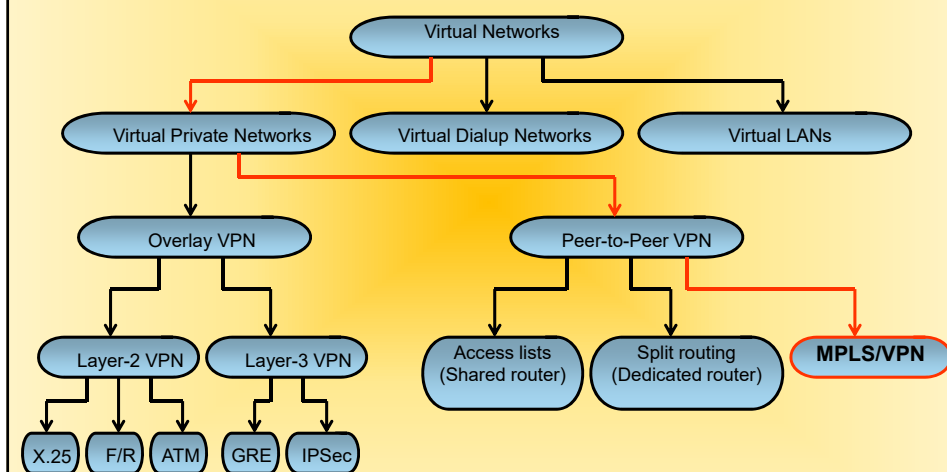 Virtual Networks
Virtual Private Networks
Virtual Dialup Networks
Virtual LANs
Overlay VPN
Peer-to-Peer VPN
Layer-2 VPN
Layer-3 VPN
Access lists
(Shared router)
Split routing
(Dedicated router)
MPLS/VPN
X.25
F/R
ATM
GRE
IPSec